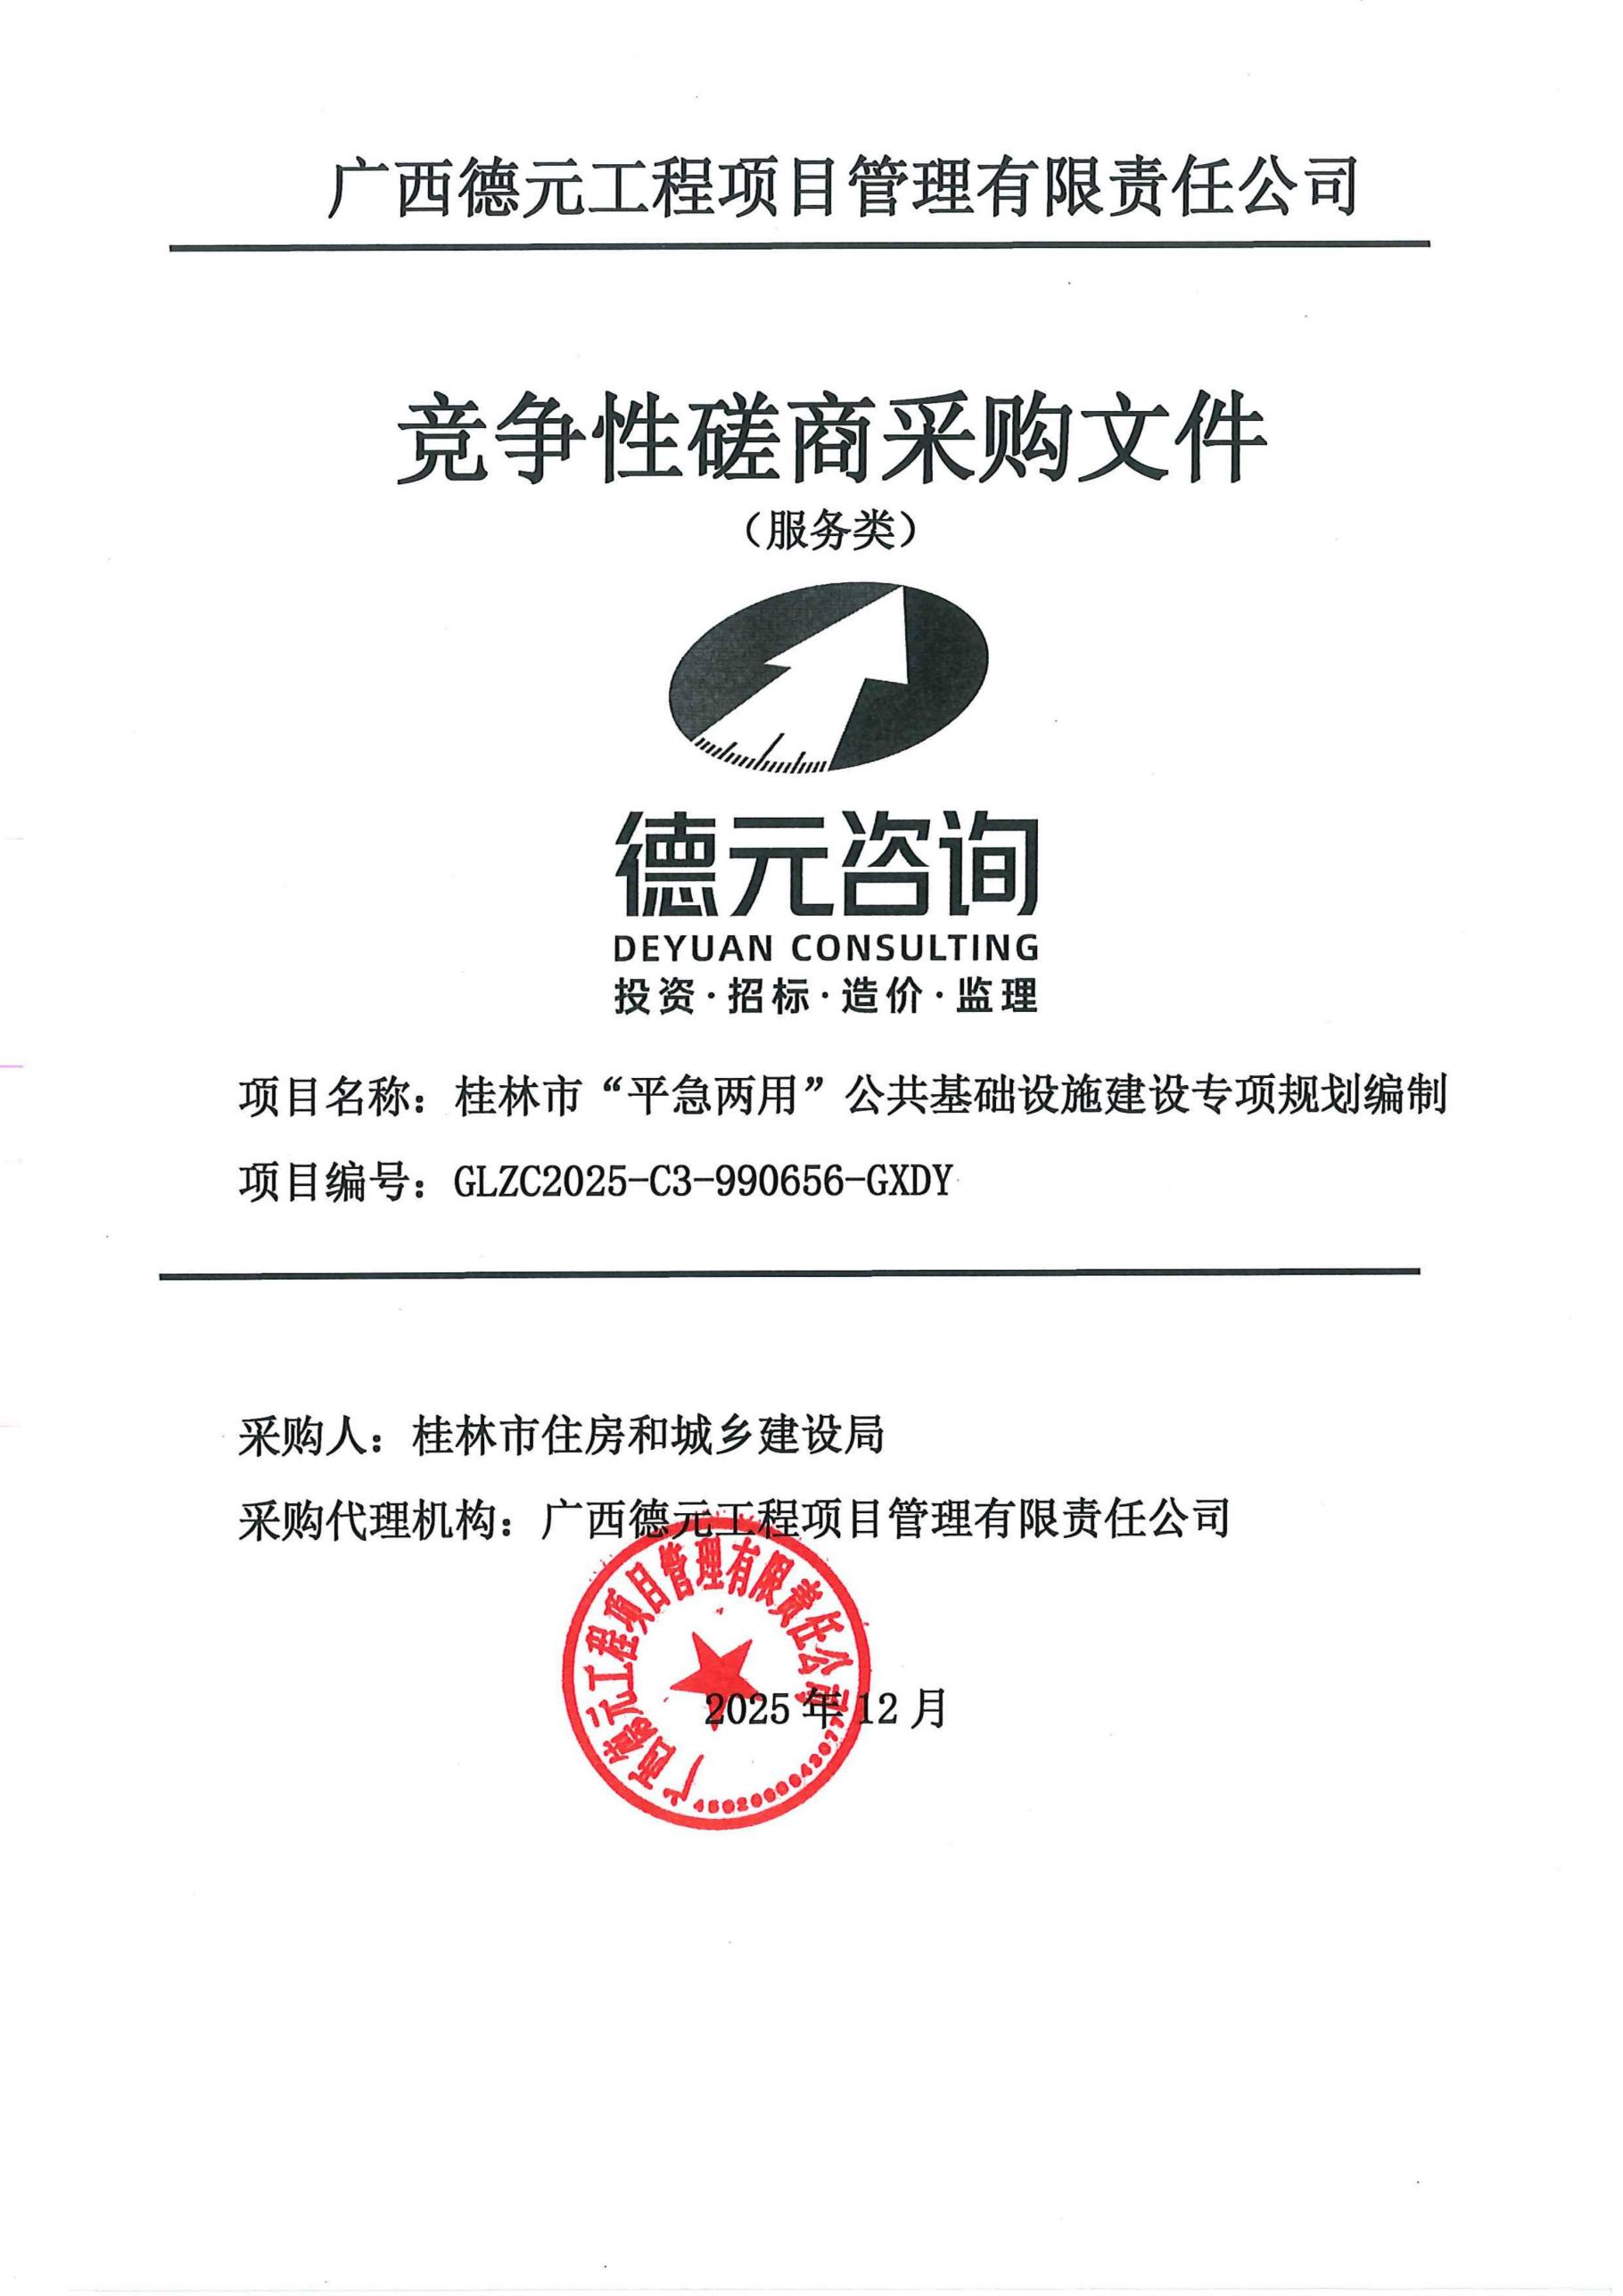 广西德元工程项目管理有限责任公司
竞争性磋商采购文件
（服务类）
德元咨询
DEYUAN CONSULTING
投资·招标·造价·监理
项目名称：桂林市“平急两用”公共基础设施建设专项规划编制
项目编号：GLZC2025-C3-990656-GXDY
采购人：桂林市住房和城乡建设局
采购代理机构：广西德元工程项目管理有限责任公司
广西德元工程项目管理有限责任公司
2025 年 12 月